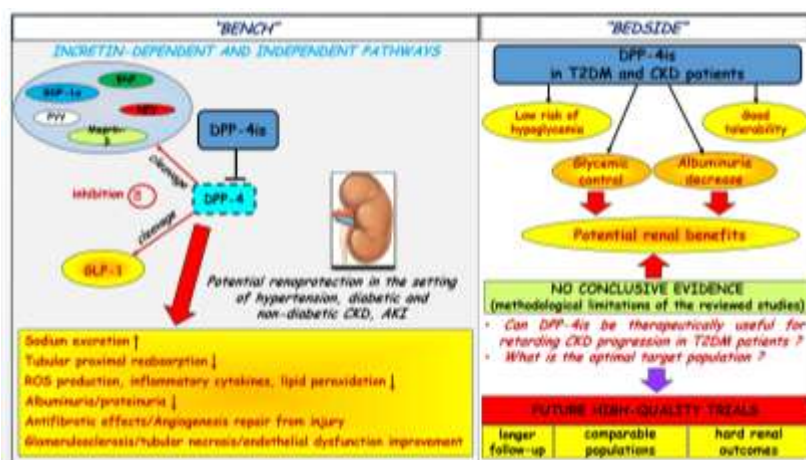 "BENCH"
INCRETIN-DEPENDENT AND INDEPENDENT PATHWAYS
BNP
SDF-1α
NPY
PYY
Meprin-
β
DPP-4is
cleavage
inhibition
DPP-4
cleavage
GLP-1
Potential renoprotection in the setting
of hypertension, diabetic and
non-diabetic CKD, AKI
Sodium excretion ↑
Tubular proximal reabsorption ↓
ROS production, inflammatory cytokines, lipid peroxidation ↓
Albuminuria/proteinuria ↓
Antifibrotic effects/Angiogenesis repair from injury
Glomerulosclerosis/tubular necrosis/endothelial dysfunction improvement
"BEDSIDE"
DPP-4is
in T2DM and CKD patients
Low risk of
hypoglycemia
Good
tolerability
Glycemic
control
Albuminuria
decrease
Potential renal benefits
NO CONCLUSIVE EVIDENCE
(methodological limitations of the reviewed studies)
• Can DPP-4is be therapeutically useful for
retarding CKD progression in T2DM patients ?
• What is the optimal target population ?
FUTURE HIGH-QUALITY TRIALS
longer
follow-up
comparable
populations
hard renal
outcomes